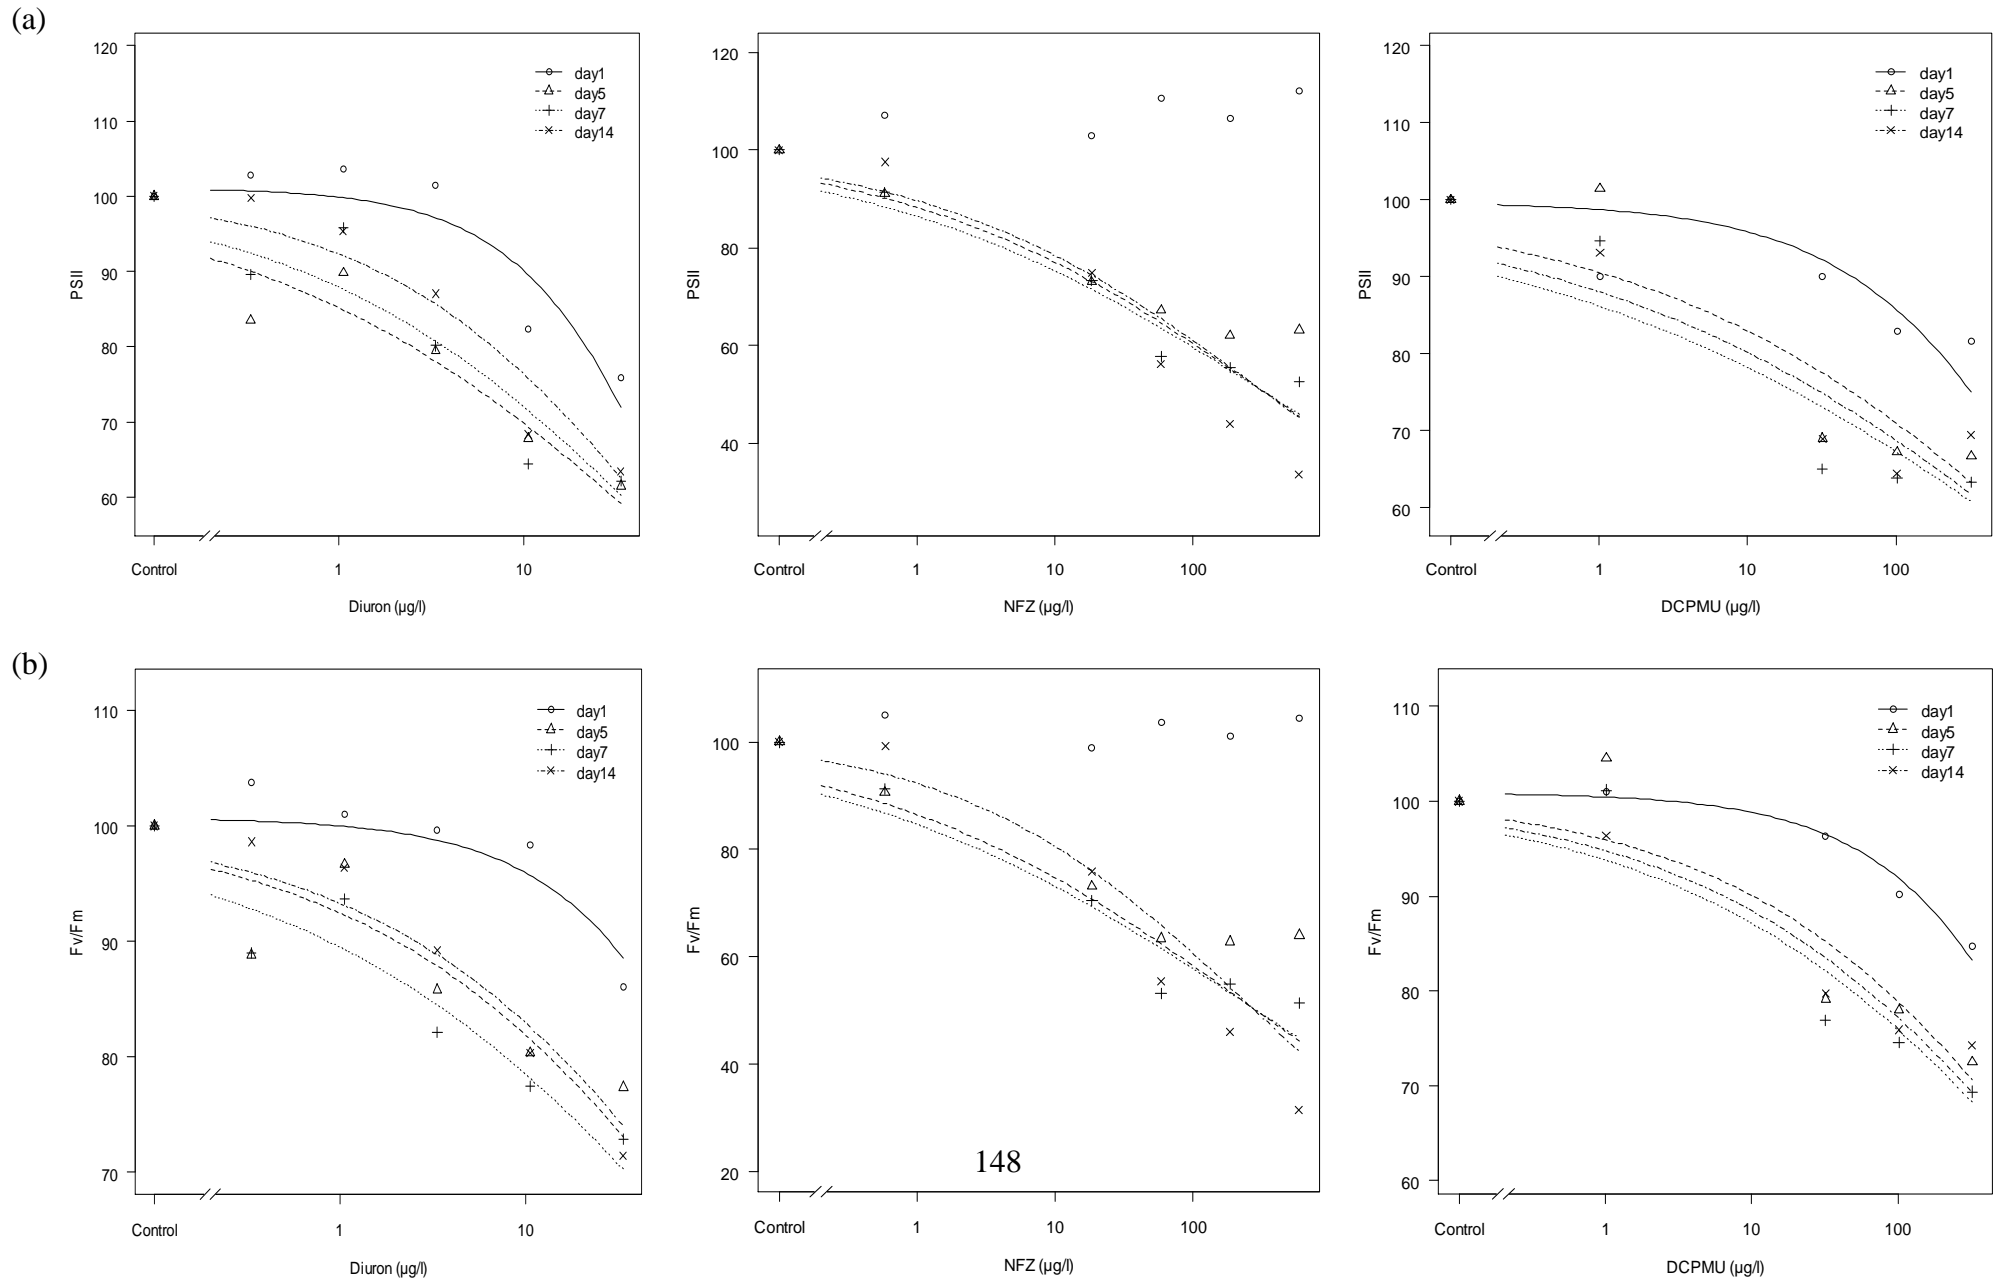 (a)
PSII
120
110
100
90
80
70
60
day1
day5
day7
day14
Control
1
10
Diuron (µg/l)
PSII
120
100
80
60
40
Control
1
10
100
NFZ (µg/l)
PSII
120
110
100
90
80
70
60
day1
day5
day7
day14
Control
1
10
100
DCPMU (µg/l)
(b)
Fv/Fm
110
100
90
80
70
day1
day5
day7
day14
Control
1
10
Diuron (µg/l)
Fv/Fm
100
80
60
40
20
148
Control
1
10
100
NFZ (µg/l)
Fv/Fm
110
100
90
80
70
60
day1
day5
day7
day14
Control
1
10
100
DCPMU (µg/l)